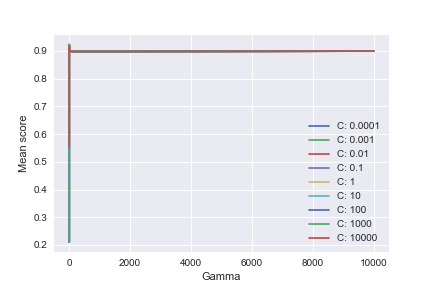 0.9
0.8
0.7
0.6
0.5
0.4
0.3
0.2
Mean score
C: 0.0001
C: 0.001
C: 0.01
C: 0.1
C: 1
C: 10
C: 100
C: 1000
C: 10000
0 2000 4000 6000 8000 10000
Gamma